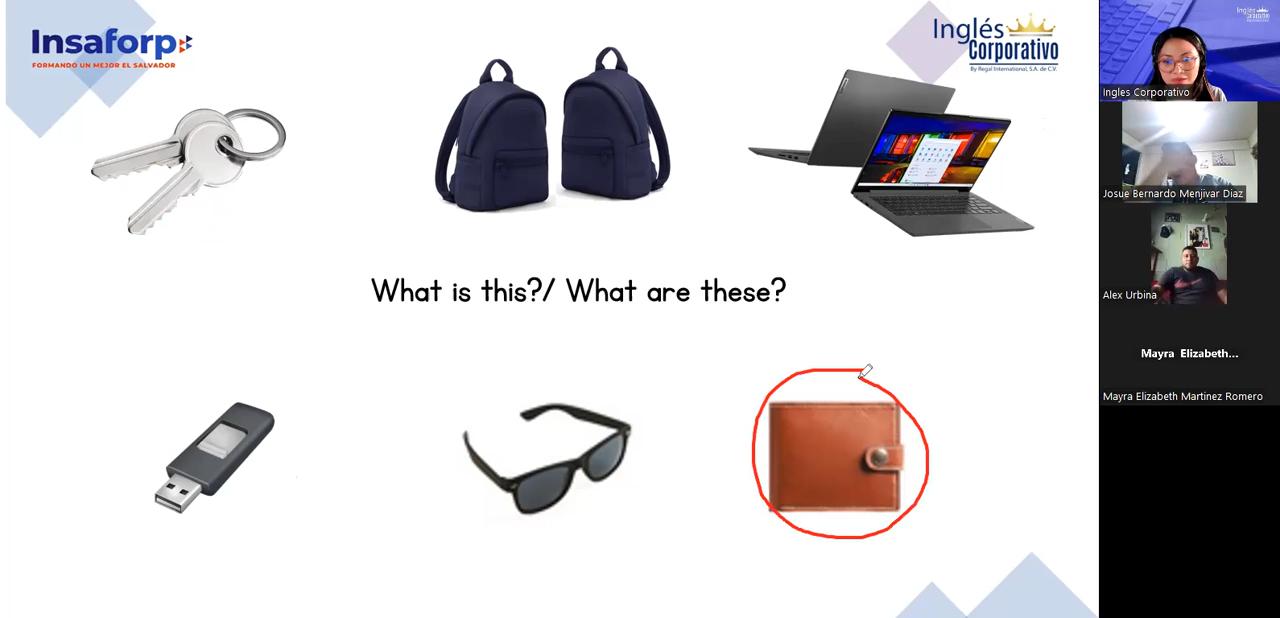 Insaforp
FORMANDO UN MEJOR EL SALVADOR
Inglés
Corporativo
By Regal International, S.A. de C.V.
What is this?/ What are these?
Ingles Corporativo
Josue Bernardo Menjivar Diaz
Alex Urbina
Mayra Elizabeth...
Mayra Elizabeth Martinez Romero